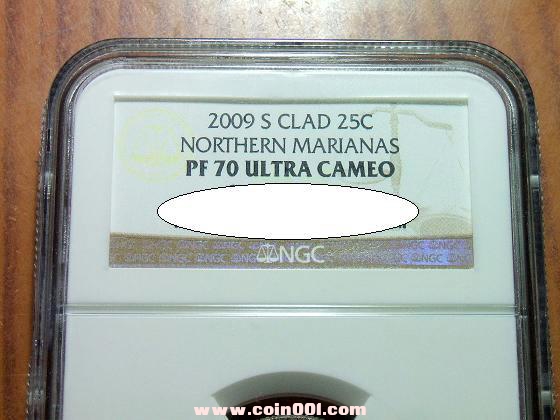 2009 S CLAD 25C
NORTHERN MARIANAS
PF 70 ULTRA CAMEO
NGC
www.coin001.com